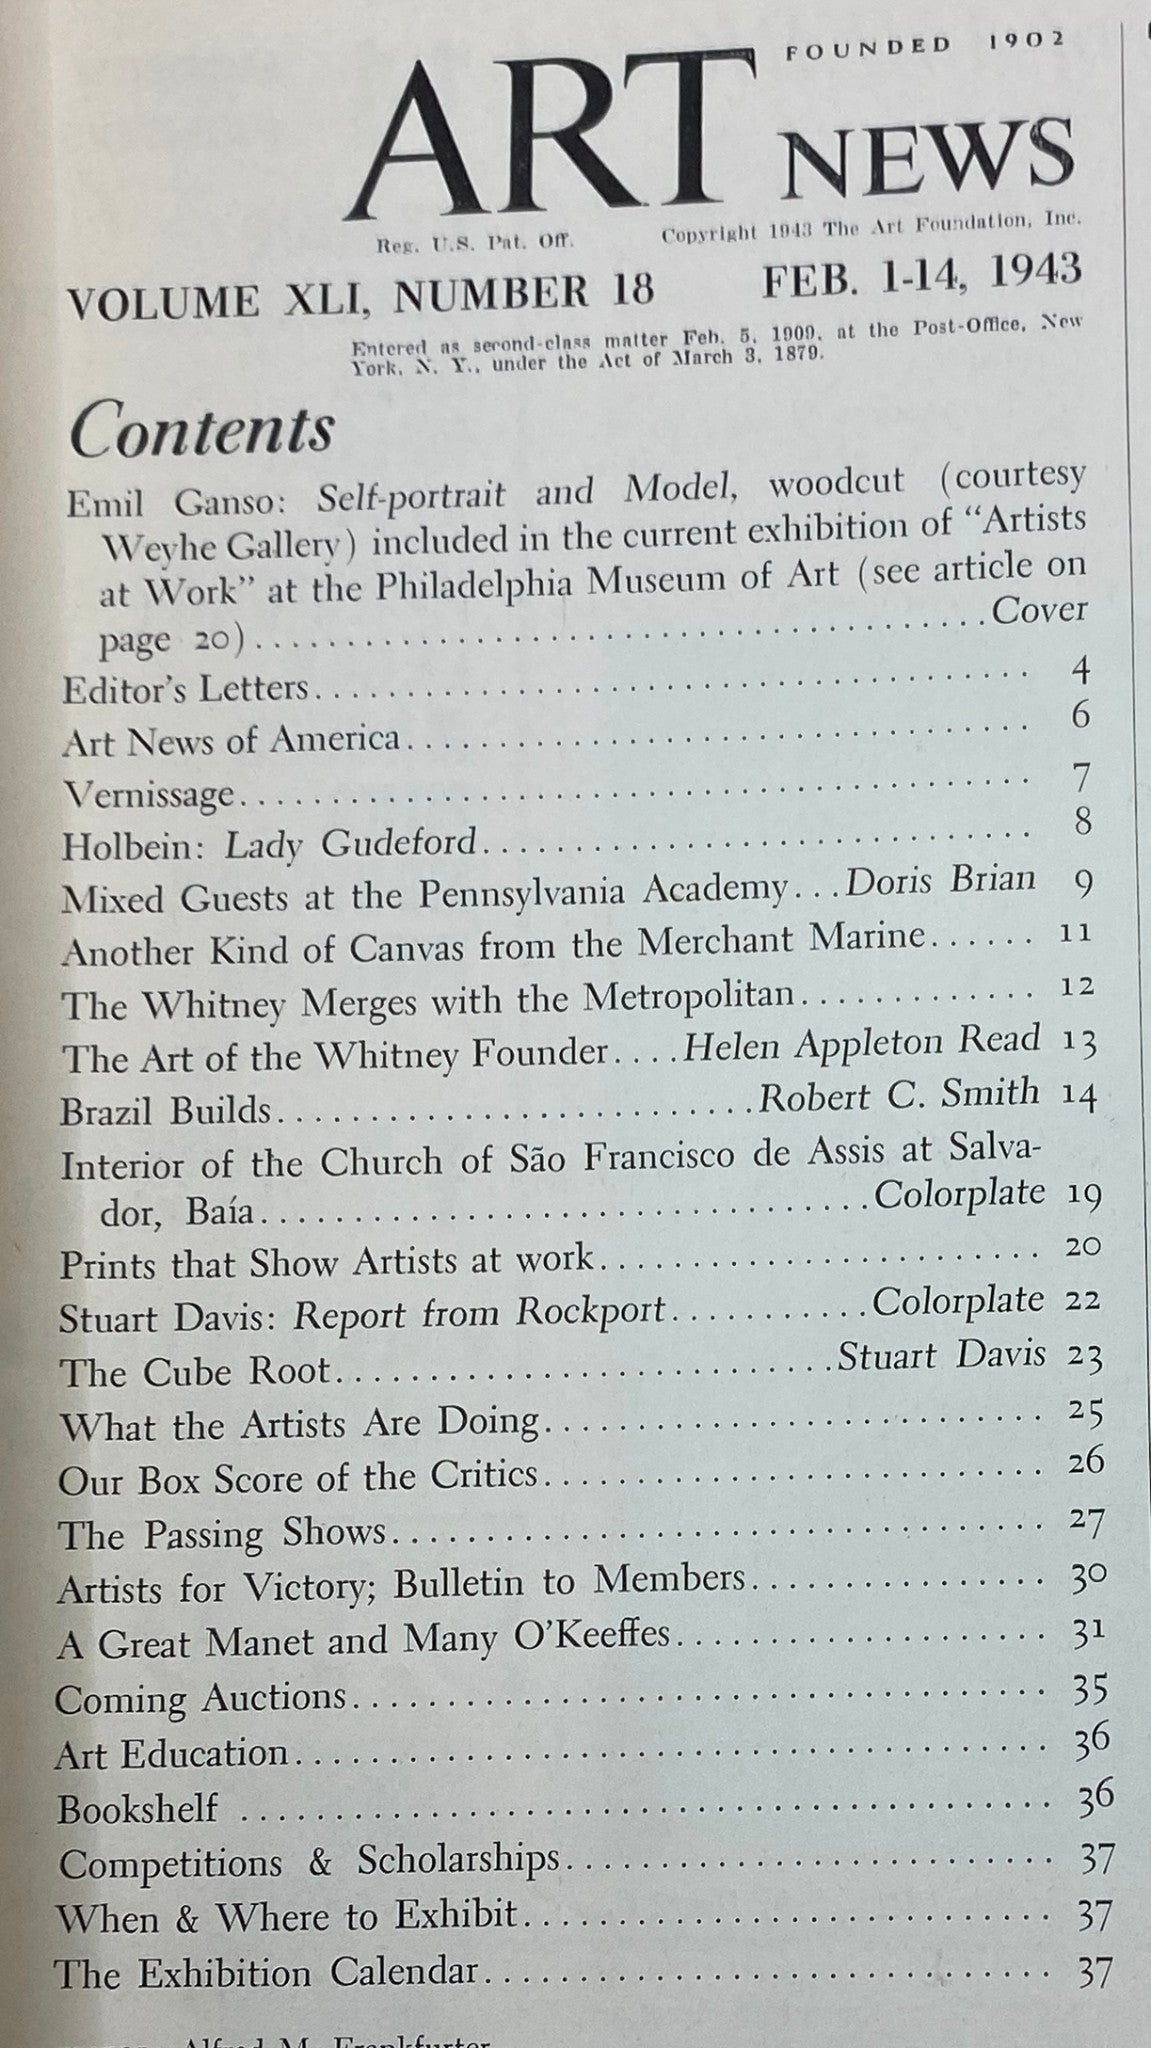 FOUNDED 1902
ART NEWS
Reg. U.S. Pat. Off. Copyright 1943 The Art Foundation, Inc.
VOLUME XLI, NUMBER 18 FEB. 1-14, 1943
Entered as second-class matter Feb. 5, 1909, at the Post-Office, New
York, N. Y., under the Act of March 3, 1879.
Contents
Emil Ganso: Self-portrait and Model, woodcut (courtesy
Weyhe Gallery) included in the current exhibition of "Artists
at Work" at the Philadelphia Museum of Art (see article on
page 20)........................................Cover
Editor's Letters........................................ 4
Art News of America................................... 6
Vernissage............................................ 7
Holbein: Lady Gudeford............................... 8
Mixed Guests at the Pennsylvania Academy...Doris Brian 9
Another Kind of Canvas from the Merchant Marine...... 11
The Whitney Merges with the Metropolitan............. 12
The Art of the Whitney Founder....Helen Appleton Read 13
Brazil Builds..........................Robert C. Smith 14
Interior of the Church of São Francisco de Assis at Salva-
dor, Baía.................................Colorplate 19
Prints that Show Artists at work...................... 20
Stuart Davis: Report from Rockport...........Colorplate 22
The Cube Root.........................Stuart Davis 23
What the Artists Are Doing............................ 25
Our Box Score of the Critics........................... 26
The Passing Shows.................................... 27
Artists for Victory; Bulletin to Members................ 30
A Great Manet and Many O'Keeffes.................... 31
Coming Auctions...................................... 35
Art Education......................................... 36
Bookshelf ............................................ 36
Competitions & Scholarships........................... 37
When & Where to Exhibit.............................. 37
The Exhibition Calendar............................... 37
Alfred M. Frankfurter